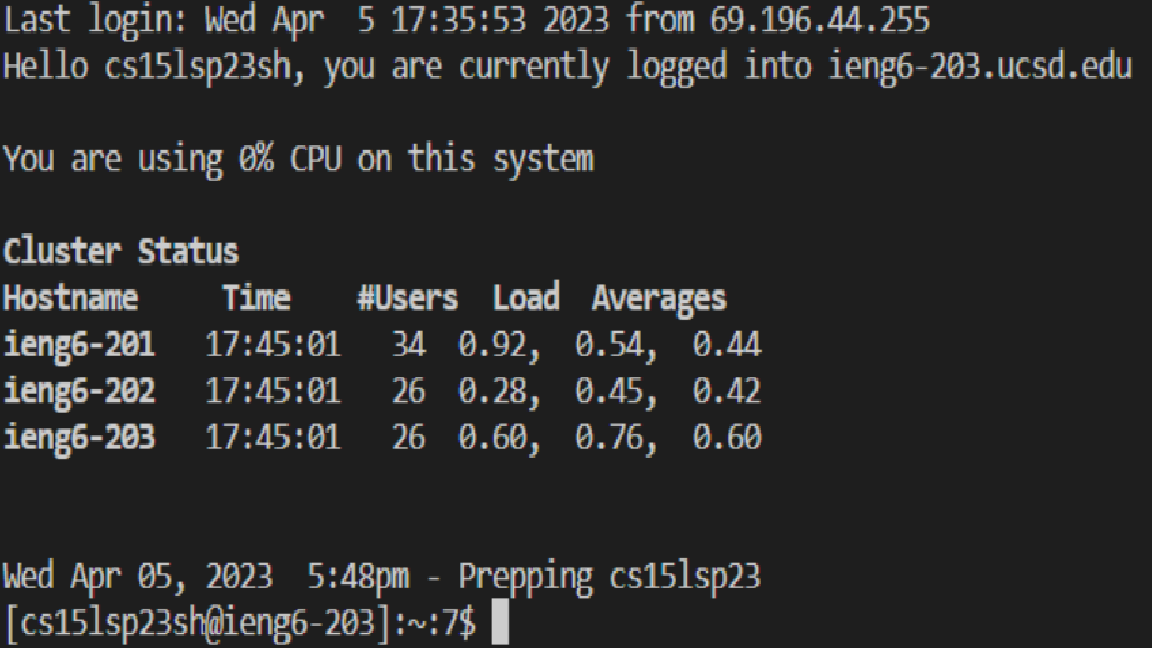 Last login: Wed Apr  5 17:35:53 2023 from 69.196.44.255
Hello cs15lsp23sh, you are currently logged into ieng6-203.ucsd.edu
You are using 0% CPU on this system
Cluster Status
Hostname     Time    #Users  Load  Averages
ieng6-201   17:45:01   34  0.92,  0.54,  0.44
ieng6-202   17:45:01   26  0.28,  0.45,  0.42
ieng6-203   17:45:01   26  0.60,  0.76,  0.60
Wed Apr 05, 2023  5:48pm - Prepping cs15lsp23
[cs15lsp23sh@ieng6-203]:~:7$